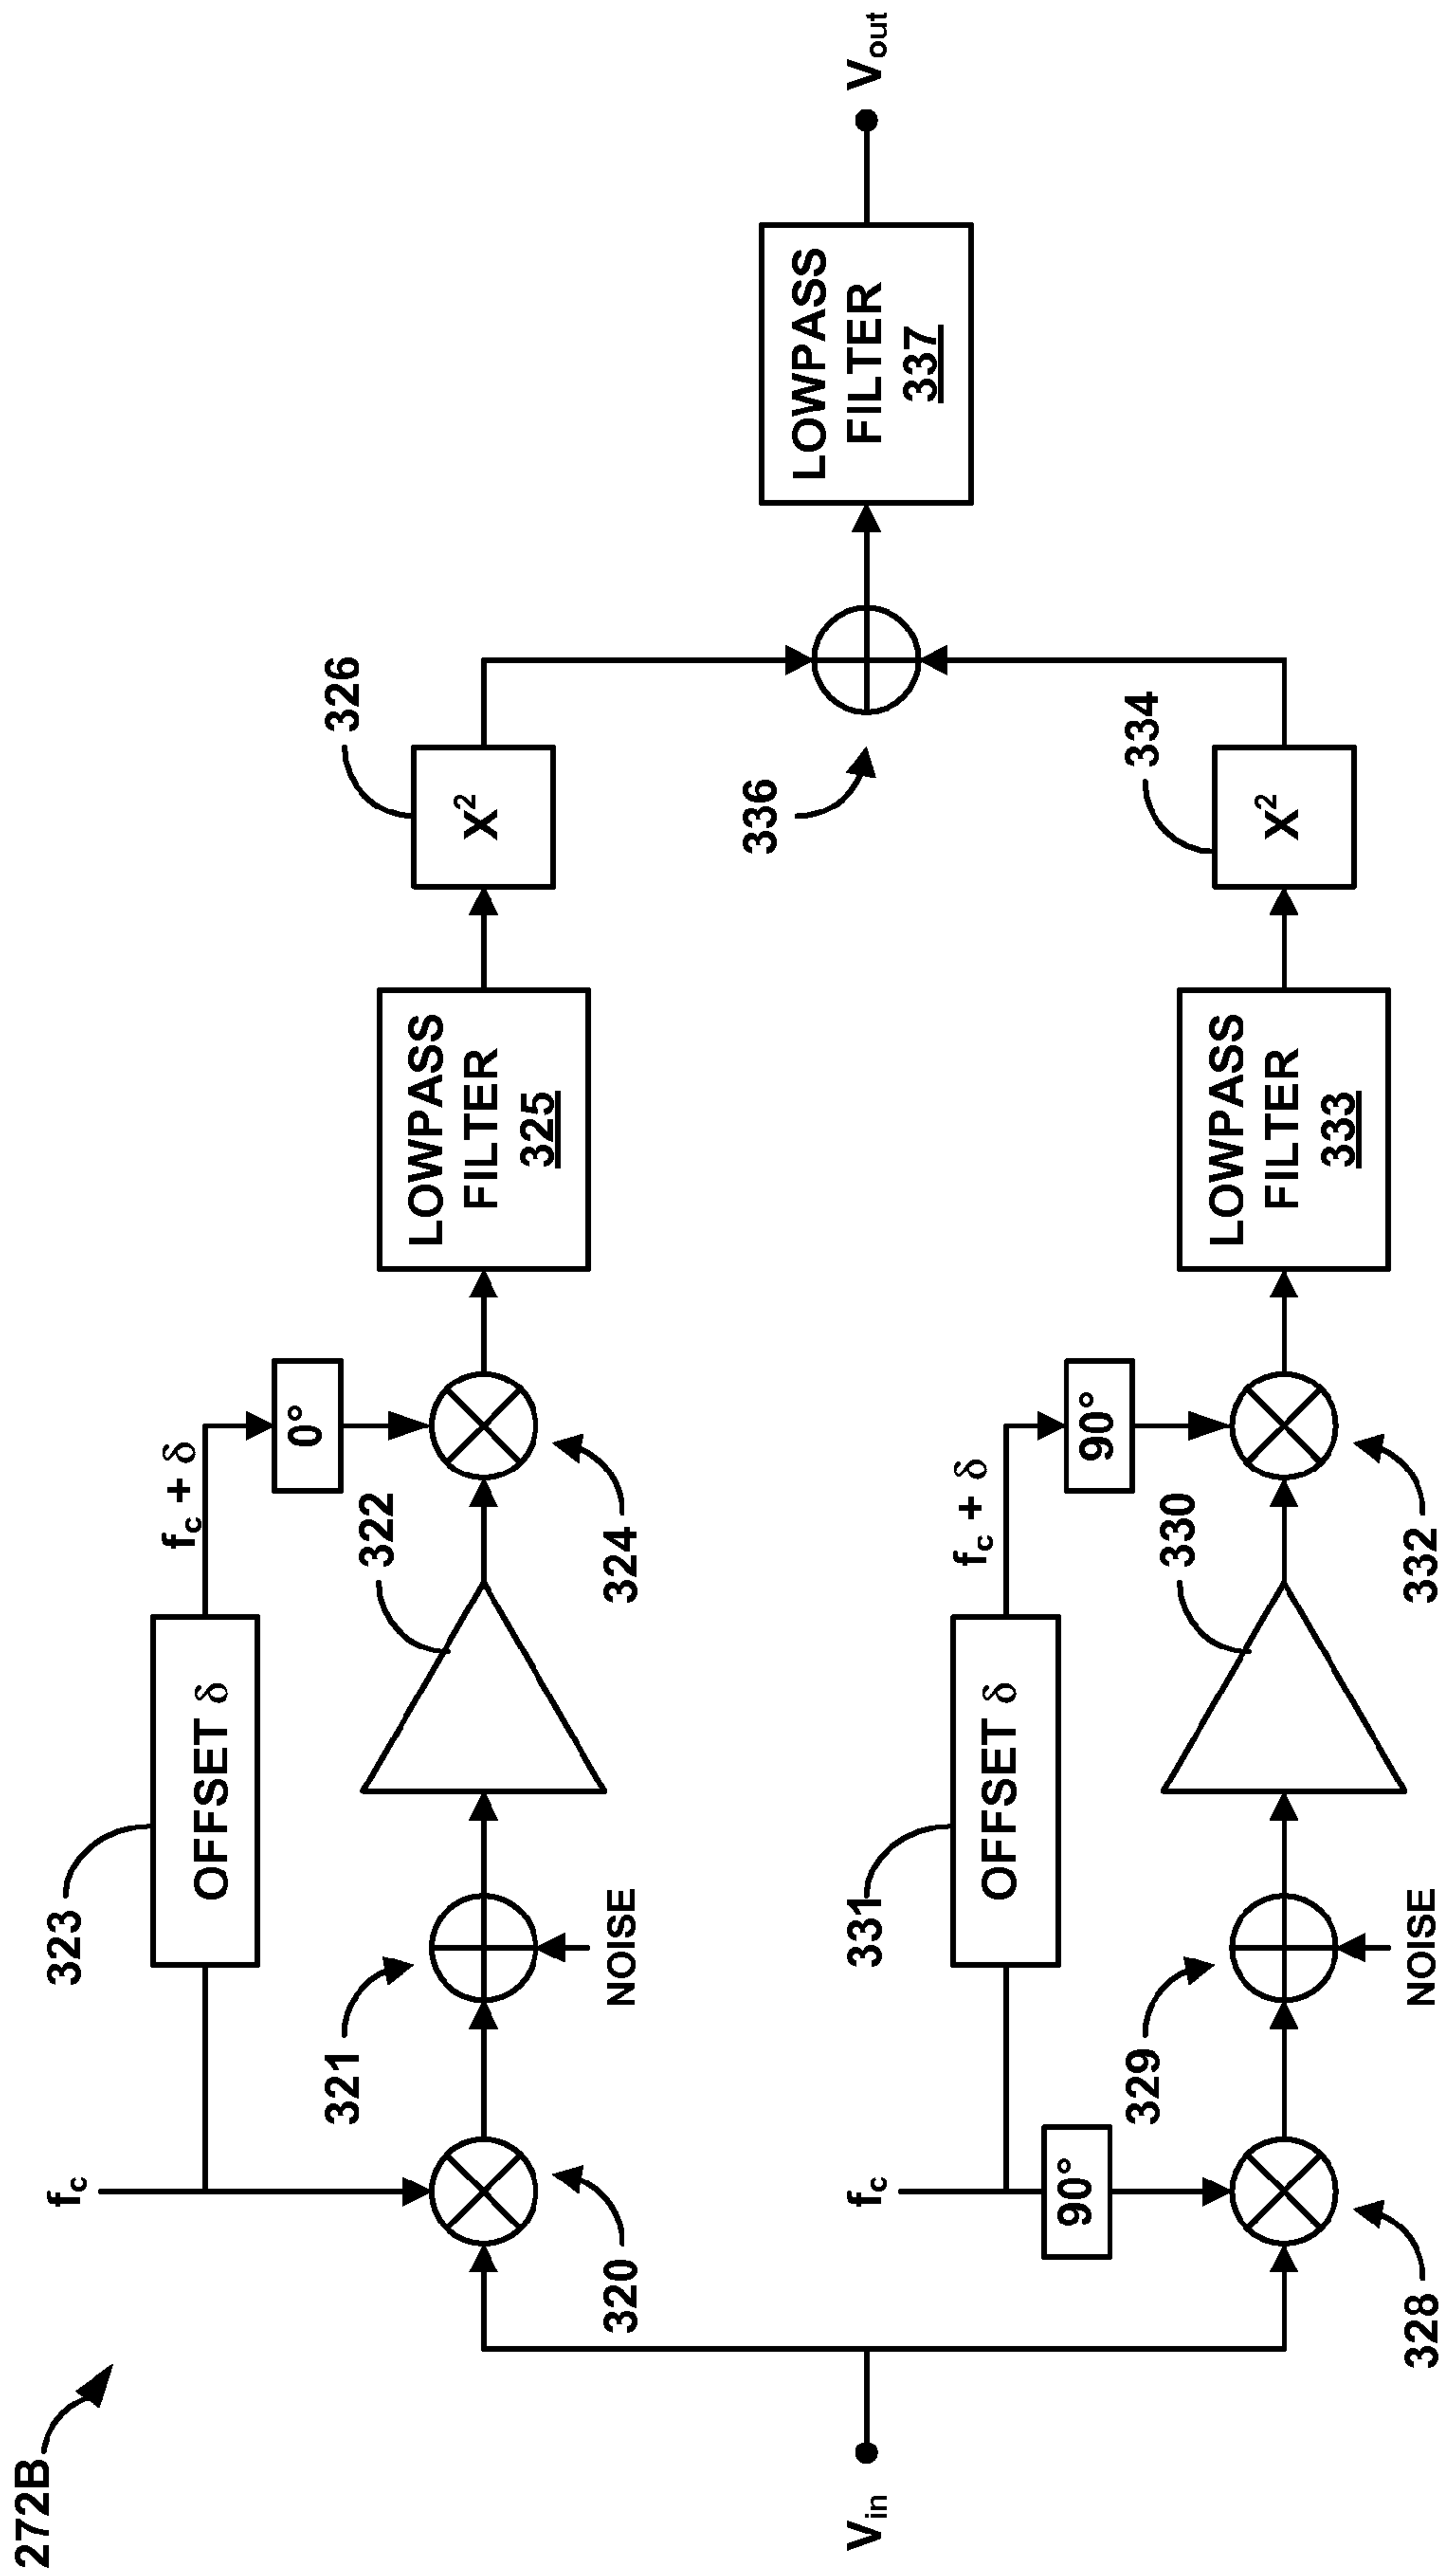 272B
f_c
323
OFFSET δ
f_c + δ
0°
321
322
326
320
NOISE
324
LOWPASS
FILTER
325
X²
V_in
336
LOWPASS
FILTER
337
V_out
f_c
331
OFFSET δ
f_c + δ
90°
90°
329
330
334
328
NOISE
332
LOWPASS
FILTER
333
X²